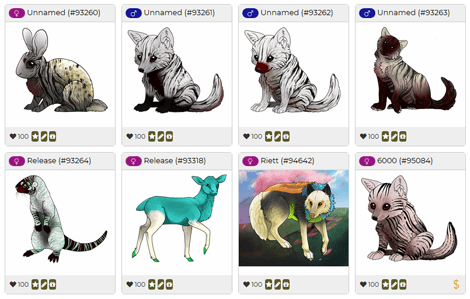 ♀ Unnamed (#93260)
♂ Unnamed (#93261)
♂ Unnamed (#93262)
♂ Unnamed (#93263)
100
100
100
100
♀ Release (#93264)
♀ Release (#93318)
♀ Riett (#94642)
♀ 6000 (#95084)
100
100
100
100 $